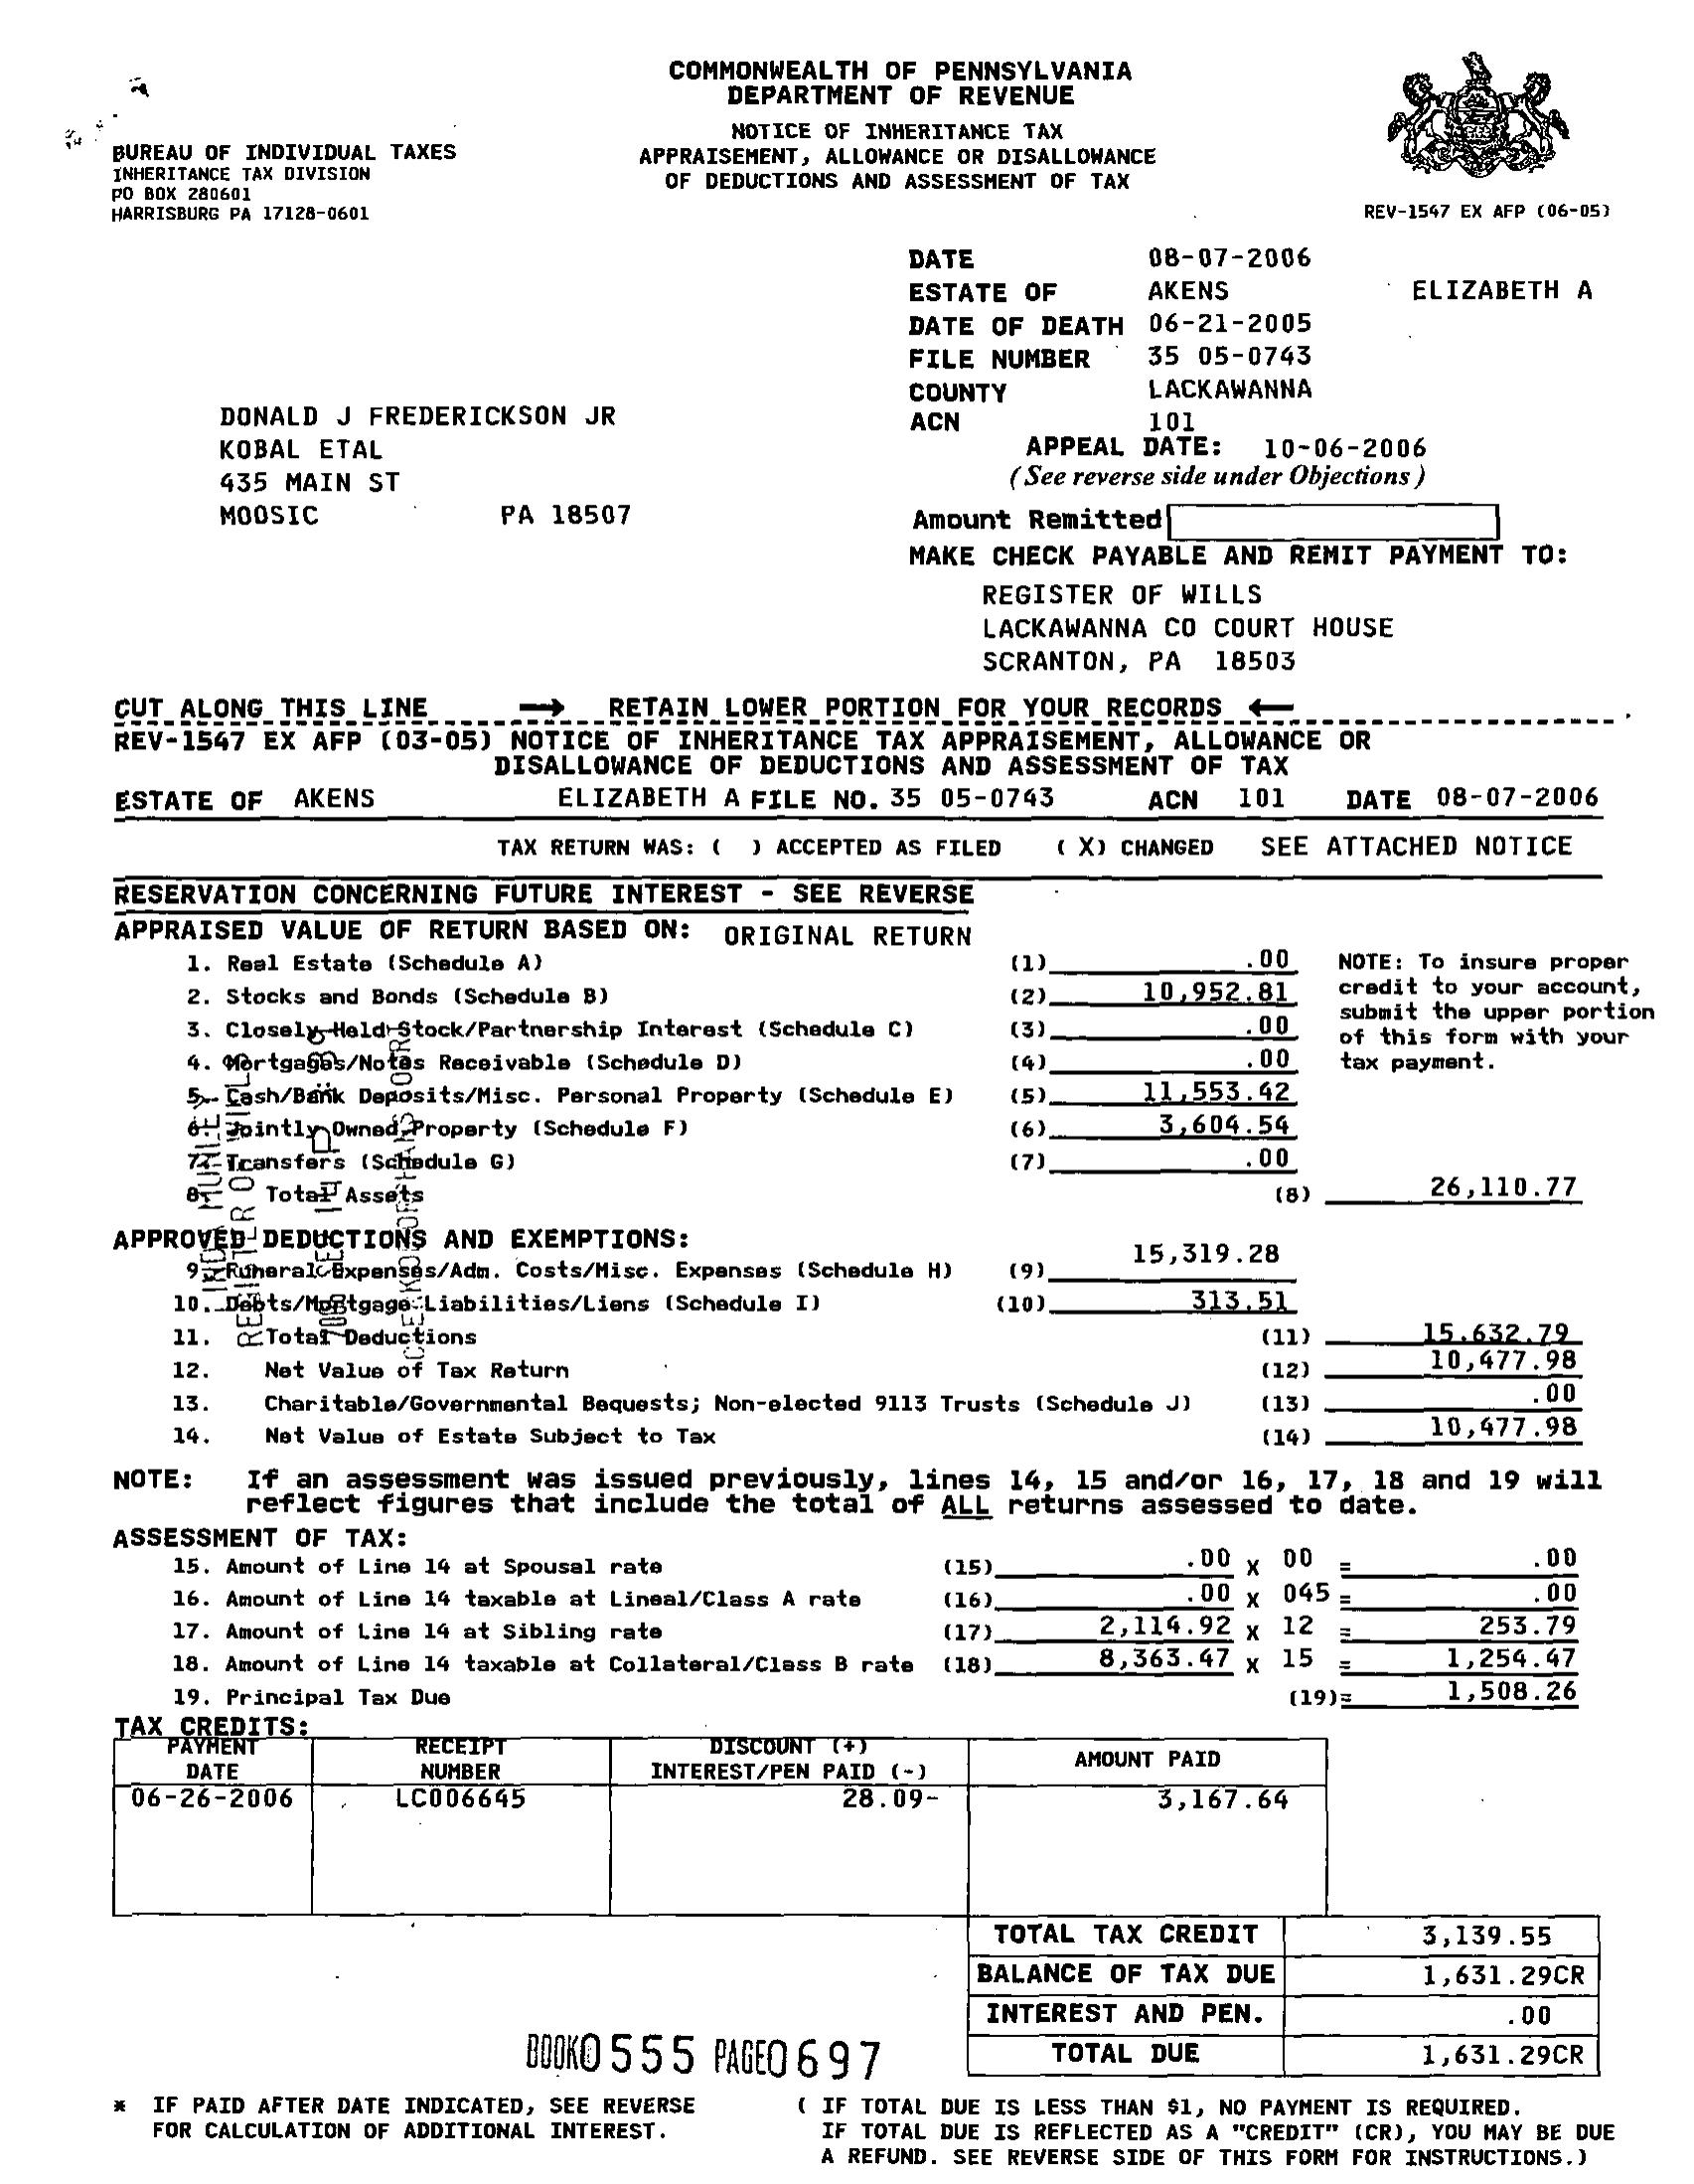 COMMONWEALTH OF PENNSYLVANIA
DEPARTMENT OF REVENUE
NOTICE OF INHERITANCE TAX
APPRAISEMENT, ALLOWANCE OR DISALLOWANCE
OF DEDUCTIONS AND ASSESSMENT OF TAX
BUREAU OF INDIVIDUAL TAXES
INHERITANCE TAX DIVISION
PO BOX 280601
HARRISBURG PA 17128-0601
REV-1547 EX AFP (06-05)
DATE 08-07-2006
ESTATE OF AKENS ELIZABETH A
DATE OF DEATH 06-21-2005
FILE NUMBER 35 05-0743
COUNTY LACKAWANNA
ACN 101
APPEAL DATE: 10-06-2006
(See reverse side under Objections)
DONALD J FREDERICKSON JR
KOBAL ETAL
435 MAIN ST
MOOSIC PA 18507
Amount Remitted
MAKE CHECK PAYABLE AND REMIT PAYMENT TO:
REGISTER OF WILLS
LACKAWANNA CO COURT HOUSE
SCRANTON, PA 18503
CUT ALONG THIS LINE → RETAIN LOWER PORTION FOR YOUR RECORDS ←
REV-1547 EX AFP (03-05) NOTICE OF INHERITANCE TAX APPRAISEMENT, ALLOWANCE OR
DISALLOWANCE OF DEDUCTIONS AND ASSESSMENT OF TAX
ESTATE OF AKENS ELIZABETH A FILE NO. 35 05-0743 ACN 101 DATE 08-07-2006
TAX RETURN WAS: ( ) ACCEPTED AS FILED ( X) CHANGED SEE ATTACHED NOTICE
RESERVATION CONCERNING FUTURE INTEREST - SEE REVERSE
APPRAISED VALUE OF RETURN BASED ON: ORIGINAL RETURN
1. Real Estate (Schedule A) (1) .00
2. Stocks and Bonds (Schedule B) (2) 10,952.81
3. Closely Held Stock/Partnership Interest (Schedule C) (3) .00
4. Mortgages/Notes Receivable (Schedule D) (4) .00
5. Cash/Bank Deposits/Misc. Personal Property (Schedule E) (5) 11,553.42
6. Jointly Owned Property (Schedule F) (6) 3,604.54
7. Transfers (Schedule G) (7) .00
8. Total Assets (8) 26,110.77
NOTE: To insure proper
credit to your account,
submit the upper portion
of this form with your
tax payment.
APPROVED DEDUCTIONS AND EXEMPTIONS:
9. Funeral Expenses/Adm. Costs/Misc. Expenses (Schedule H) (9) 15,319.28
10. Debts/Mortgage Liabilities/Liens (Schedule I) (10) 313.51
11. Total Deductions (11) 15,632.79
12. Net Value of Tax Return (12) 10,477.98
13. Charitable/Governmental Bequests; Non-elected 9113 Trusts (Schedule J) (13) .00
14. Net Value of Estate Subject to Tax (14) 10,477.98
NOTE: If an assessment was issued previously, lines 14, 15 and/or 16, 17, 18 and 19 will
reflect figures that include the total of ALL returns assessed to date.
ASSESSMENT OF TAX:
15. Amount of Line 14 at Spousal rate (15) .00 X 00 = .00
16. Amount of Line 14 taxable at Lineal/Class A rate (16) .00 X 045 = .00
17. Amount of Line 14 at Sibling rate (17) 2,114.92 X 12 = 253.79
18. Amount of Line 14 taxable at Collateral/Class B rate (18) 8,363.47 X 15 = 1,254.47
19. Principal Tax Due (19)= 1,508.26
TAX CREDITS:
PAYMENT DATE RECEIPT NUMBER DISCOUNT (+) INTEREST/PEN PAID (-) AMOUNT PAID
06-26-2006 LC006645 28.09- 3,167.64
TOTAL TAX CREDIT 3,139.55
BALANCE OF TAX DUE 1,631.29CR
INTEREST AND PEN. .00
TOTAL DUE 1,631.29CR
BOOK0555 PAGE0697
* IF PAID AFTER DATE INDICATED, SEE REVERSE
FOR CALCULATION OF ADDITIONAL INTEREST.
( IF TOTAL DUE IS LESS THAN $1, NO PAYMENT IS REQUIRED.
IF TOTAL DUE IS REFLECTED AS A "CREDIT" (CR), YOU MAY BE DUE
A REFUND. SEE REVERSE SIDE OF THIS FORM FOR INSTRUCTIONS.)